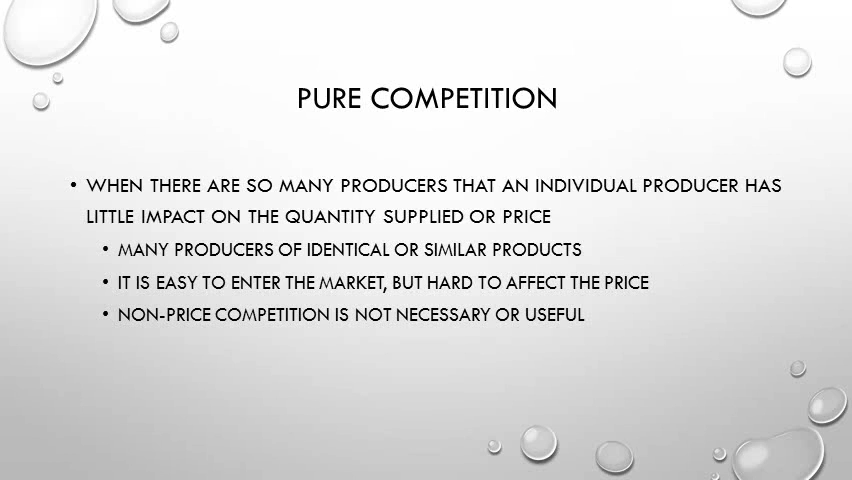 PURE COMPETITION
• WHEN THERE ARE SO MANY PRODUCERS THAT AN INDIVIDUAL PRODUCER HAS
LITTLE IMPACT ON THE QUANTITY SUPPLIED OR PRICE
• MANY PRODUCERS OF IDENTICAL OR SIMILAR PRODUCTS
• IT IS EASY TO ENTER THE MARKET, BUT HARD TO AFFECT THE PRICE
• NON-PRICE COMPETITION IS NOT NECESSARY OR USEFUL